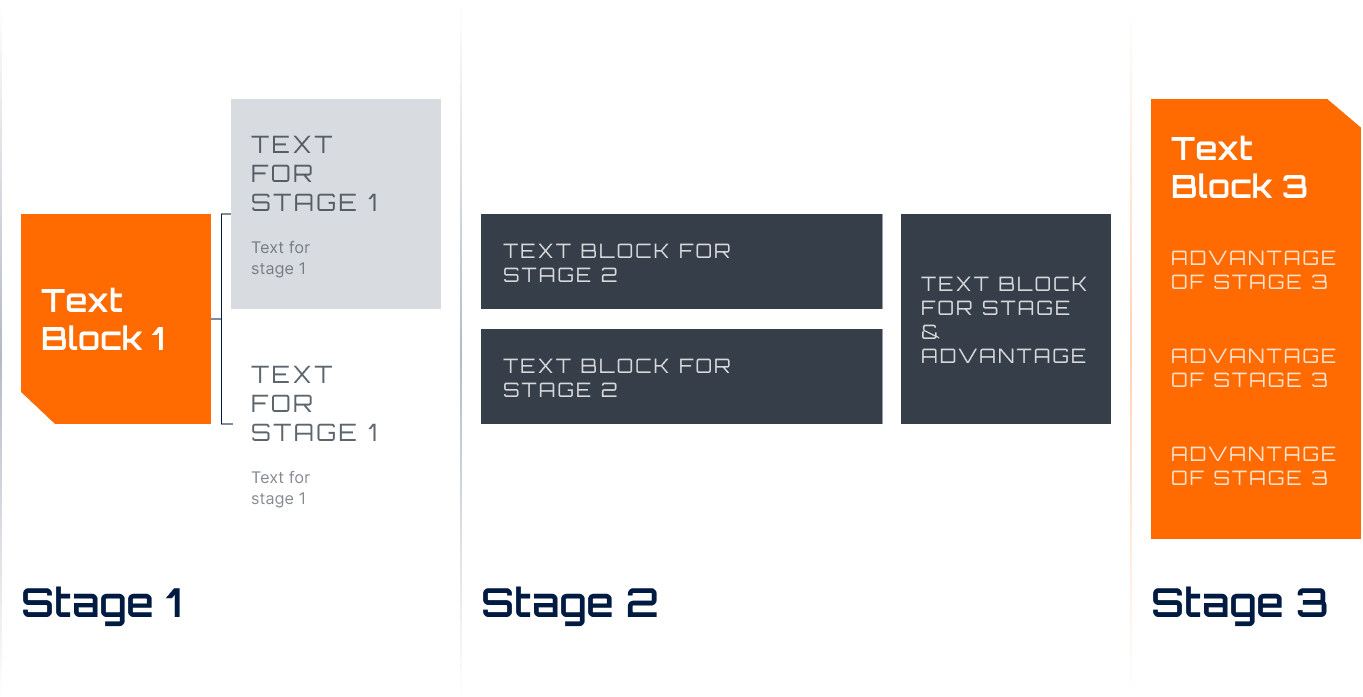 Text
Block 1
TEXT
FOR
STAGE 1
Text for
stage 1
TEXT
FOR
STAGE 1
Text for
stage 1
Stage 1
TEXT BLOCK FOR
STAGE 2
TEXT BLOCK FOR
STAGE 2
TEXT BLOCK
FOR STAGE
&
ADVANTAGE
Stage 2
Text
Block 3
ADVANTAGE
OF STAGE 3
ADVANTAGE
OF STAGE 3
ADVANTAGE
OF STAGE 3
Stage 3